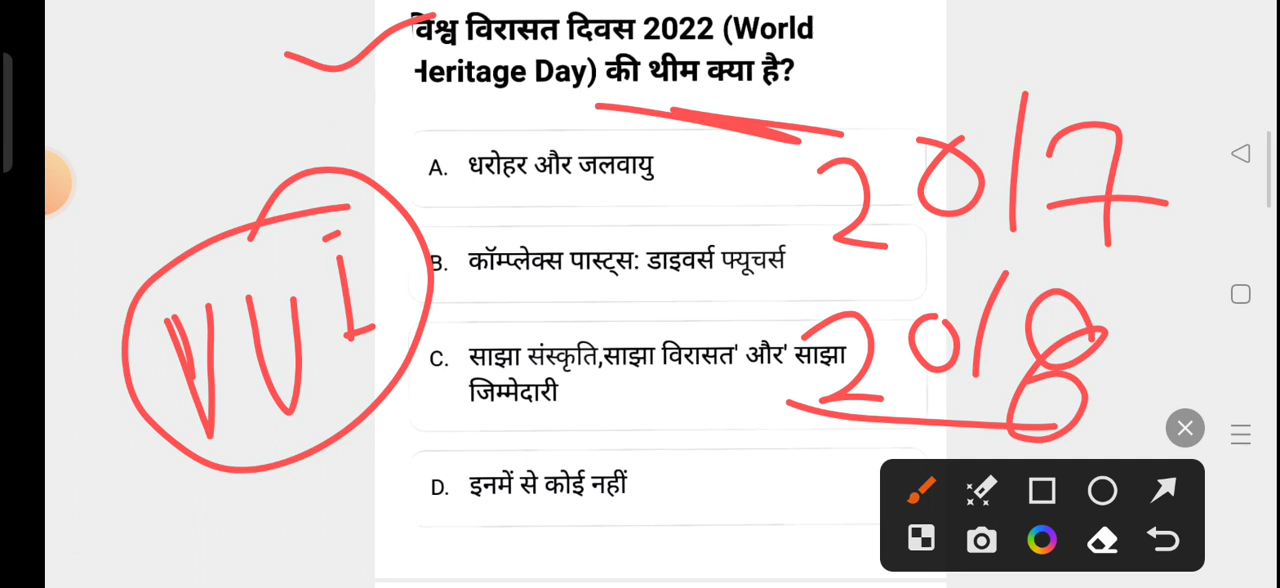 विश्व विरासत दिवस 2022 (World
Heritage Day) की थीम क्या है?
A. धरोहर और जलवायु
B. कॉम्प्लेक्स पास्ट्स: डाइवर्स फ्यूचर्स
C. साझा संस्कृति,साझा विरासत' और' साझा
जिम्मेदारी
D. इनमें से कोई नहीं
2017
2018
VVI